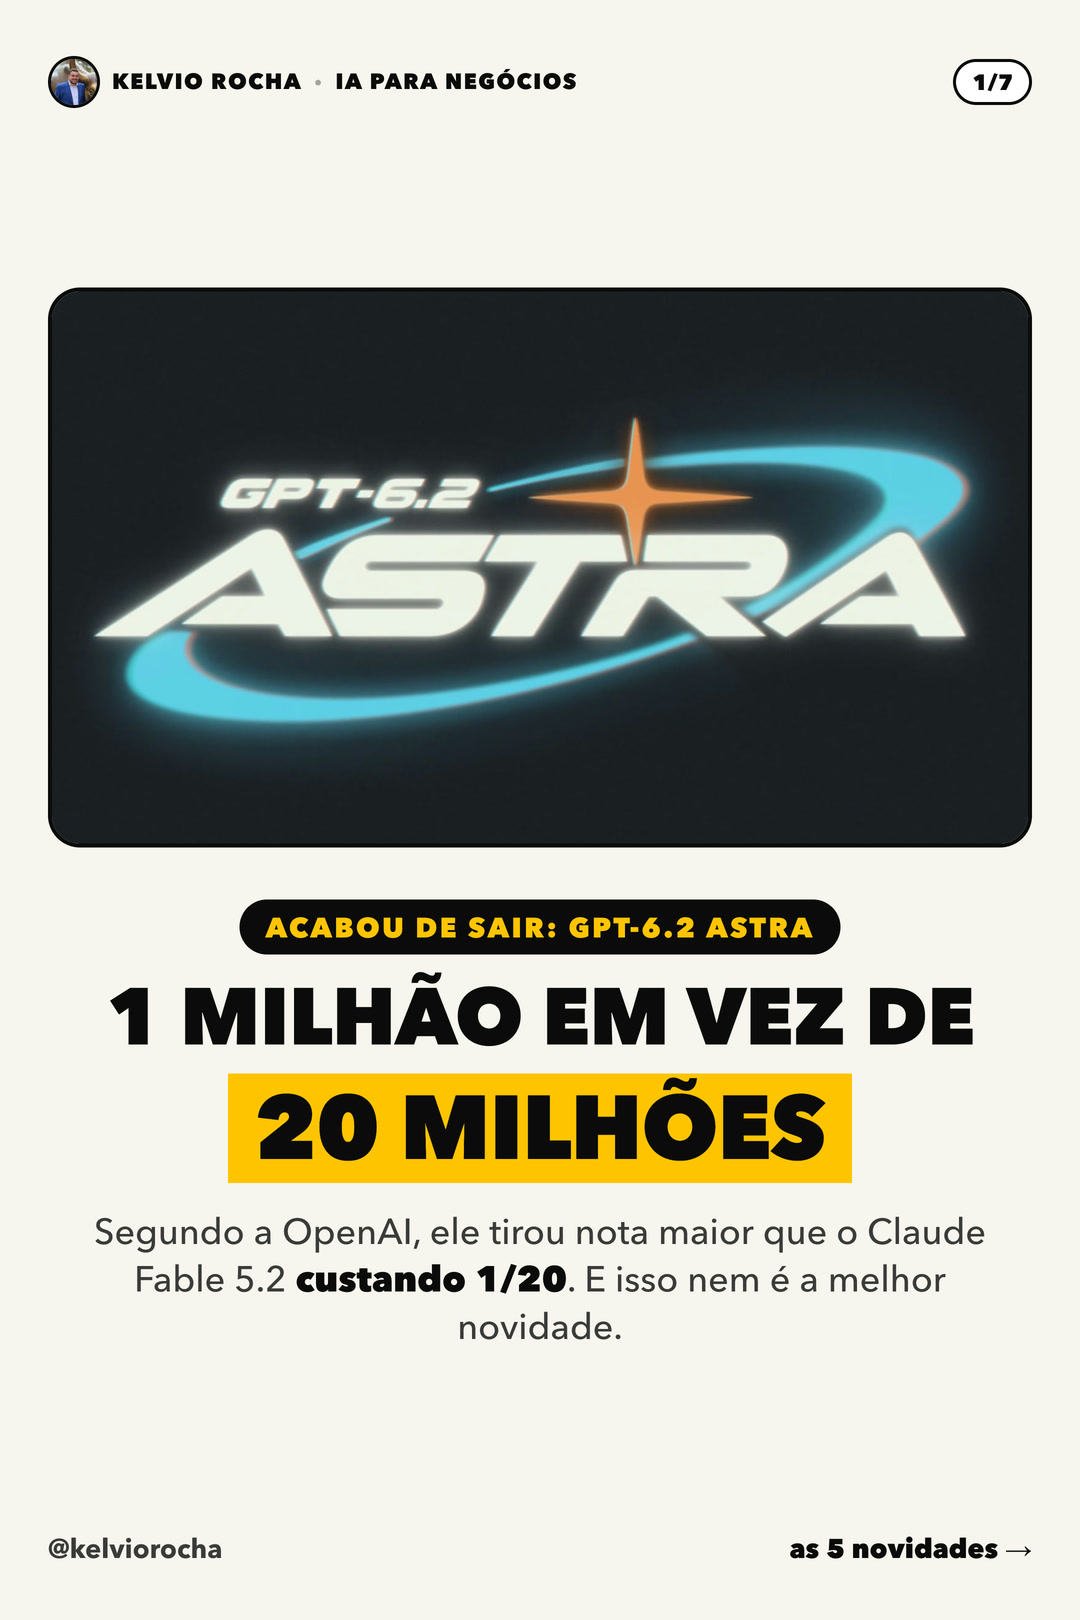 KELVIO ROCHA • IA PARA NEGÓCIOS
1/7
GPT-6.2
ASTRA
ACABOU DE SAIR: GPT-6.2 ASTRA
1 MILHÃO EM VEZ DE
20 MILHÕES
Segundo a OpenAI, ele tirou nota maior que o Claude
Fable 5.2 custando 1/20. E isso nem é a melhor
novidade.
@kelviorocha
as 5 novidades →